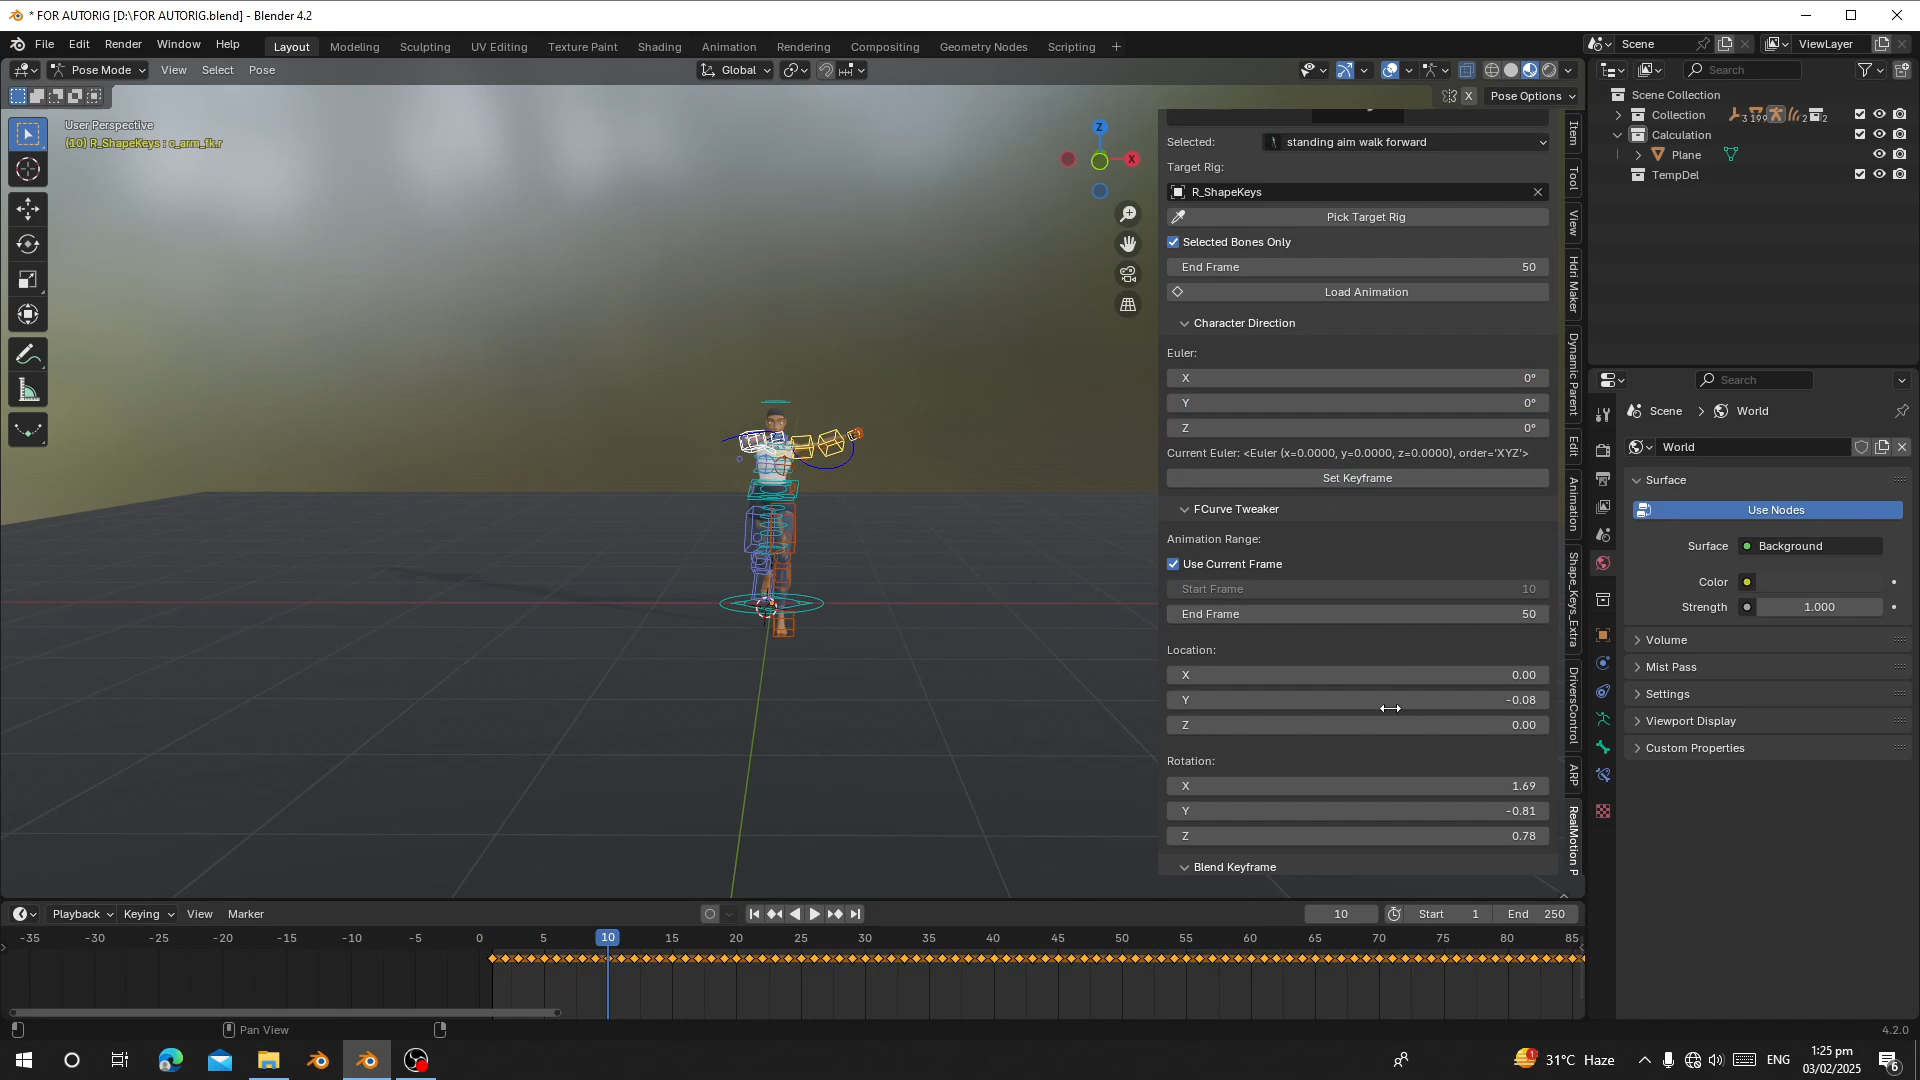 * FOR AUTORIG [D:\FOR AUTORIG.blend] - Blender 4.2
File Edit Render Window Help
Layout Modeling Sculpting UV Editing Texture Paint Shading Animation Rendering Compositing Geometry Nodes Scripting +
Scene
ViewLayer
Pose Mode View Select Pose
Global
Search
X Pose Options
User Perspective
(10) R_ShapeKeys : c_arm_fk.r
Z
X
Selected: standing aim walk forward
Target Rig:
R_ShapeKeys
Pick Target Rig
Selected Bones Only
End Frame 50
Load Animation
Character Direction
Euler:
X 0°
Y 0°
Z 0°
Current Euler: <Euler (x=0.0000, y=0.0000, z=0.0000), order='XYZ'>
Set Keyframe
FCurve Tweaker
Animation Range:
Use Current Frame
Start Frame 10
End Frame 50
Location:
X 0.00
Y -0.08
Z 0.00
Rotation:
X 1.69
Y -0.81
Z 0.78
Blend Keyframe
Item
Tool
View
Hdri Maker
Dynamic Parent
Edit
Animation
Shape_Keys_Extra
DriversControl
ARP
RealMotion P
Scene Collection
Collection 3 199 2 2
Calculation
Plane
TempDel
Search
Scene > World
World
Surface
Use Nodes
Surface Background
Color
Strength 1.000
Volume
Mist Pass
Settings
Viewport Display
Custom Properties
Playback Keying View Marker
10 Start 1 End 250
-35 -30 -25 -20 -15 -10 -5 0 5 10 15 20 25 30 35 40 45 50 55 60 65 70 75 80 85
Pan View
4.2.0
31°C Haze
ENG
1:25 pm
03/02/2025
6